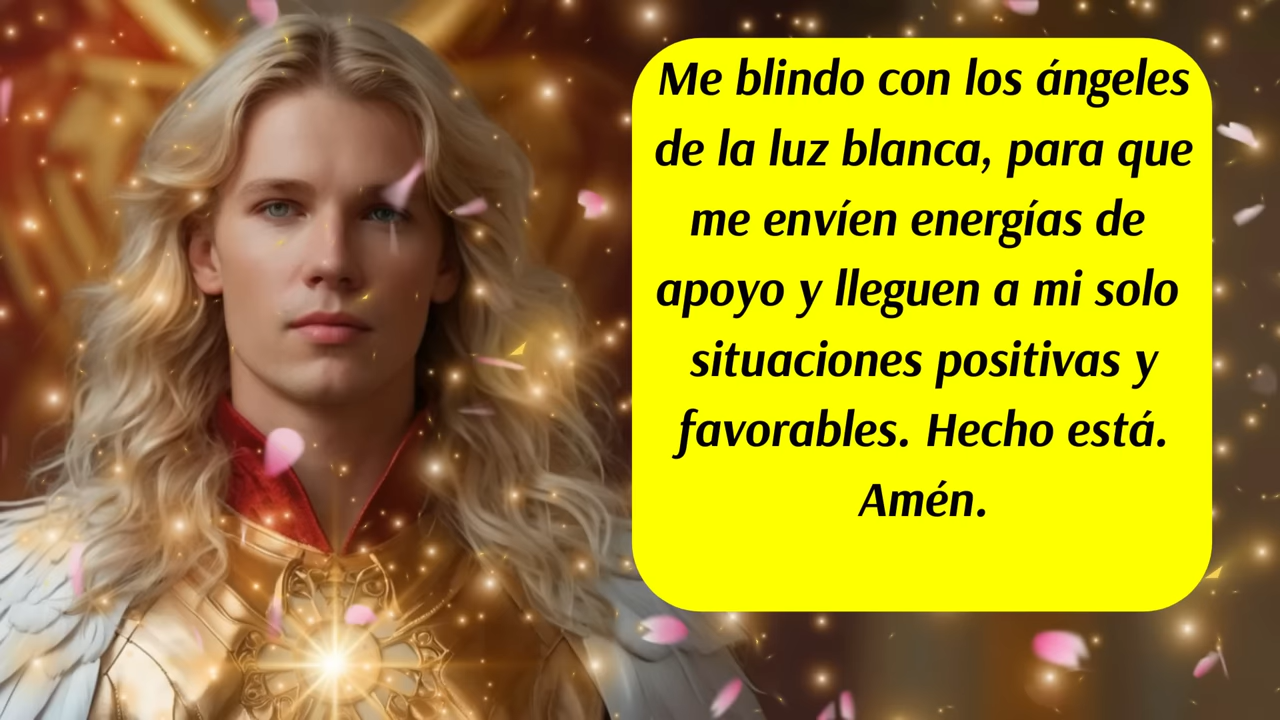 Me blindo con los ángeles
de la luz blanca, para que
me envíen energías de
apoyo y lleguen a mi solo
situaciones positivas y
favorables. Hecho está.
Amén.